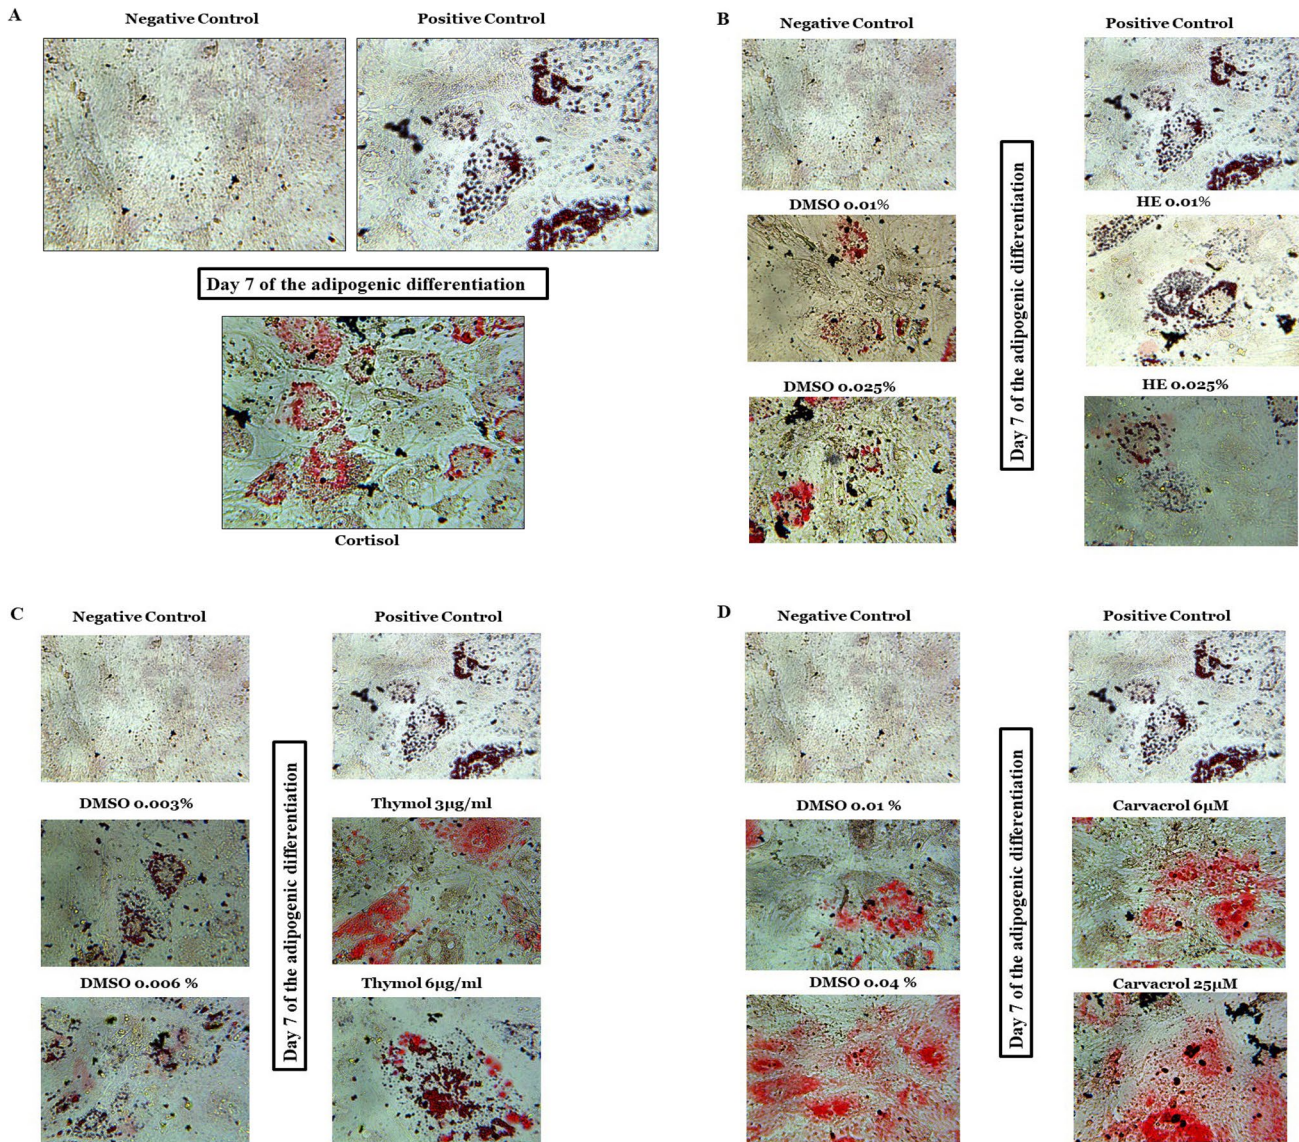 A
Negative Control
Positive Control
Day 7 of the adipogenic differentiation
Cortisol
B
Negative Control
Positive Control
DMSO 0.01%
HE 0.01%
Day 7 of the adipogenic differentiation
DMSO 0.025%
HE 0.025%
C
Negative Control
Positive Control
DMSO 0.003%
Thymol 3µg/ml
Day 7 of the adipogenic differentiation
DMSO 0.006 %
Thymol 6µg/ml
D
Negative Control
Positive Control
DMSO 0.01 %
Carvacrol 6µM
Day 7 of the adipogenic differentiation
DMSO 0.04 %
Carvacrol 25µM